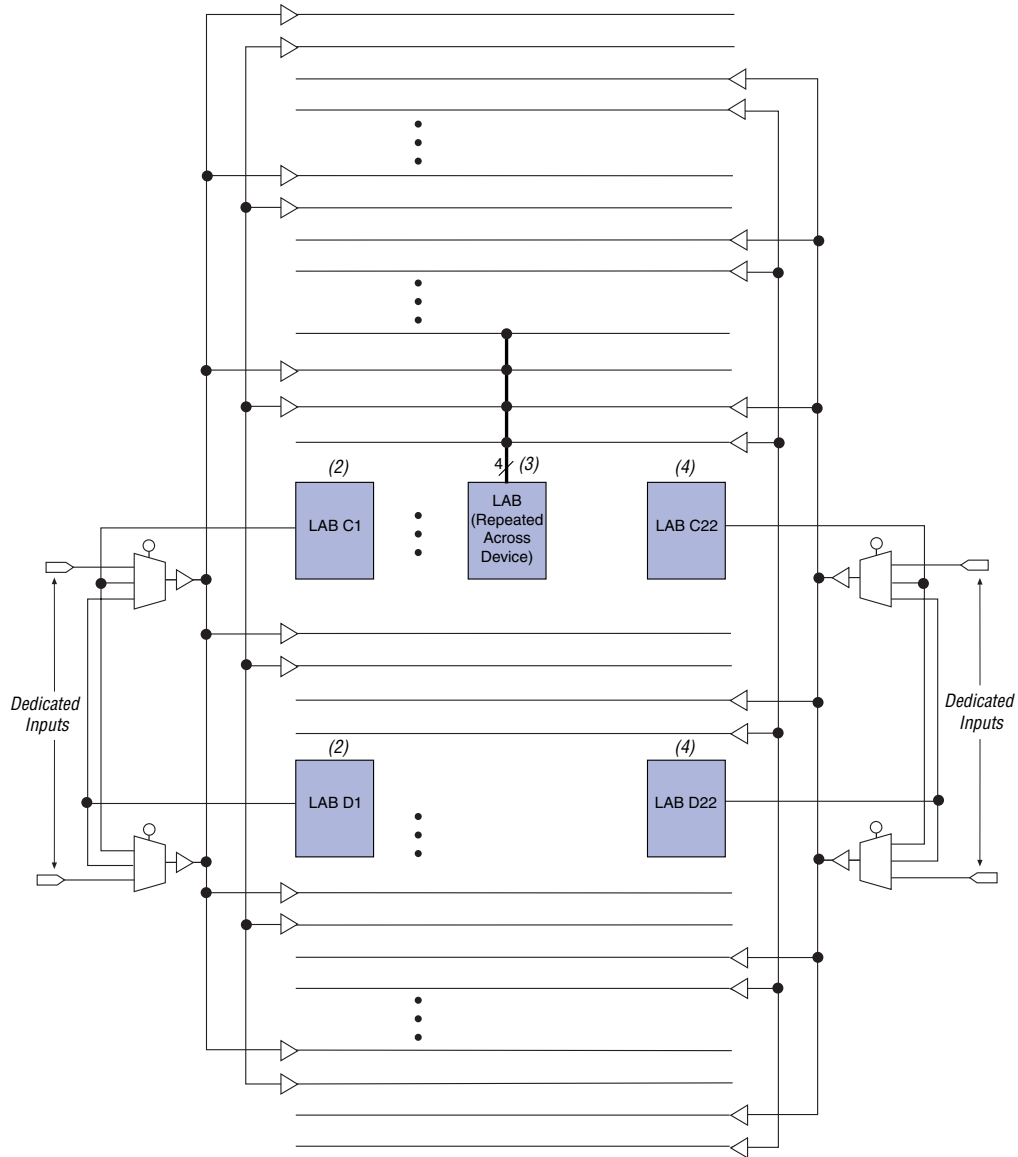 4
(3)
(2)
(4)
LAB C1
LAB
(Repeated
Across
Device)
LAB C22
Dedicated
Inputs
Dedicated
Inputs
(2)
(4)
LAB D1
LAB D22